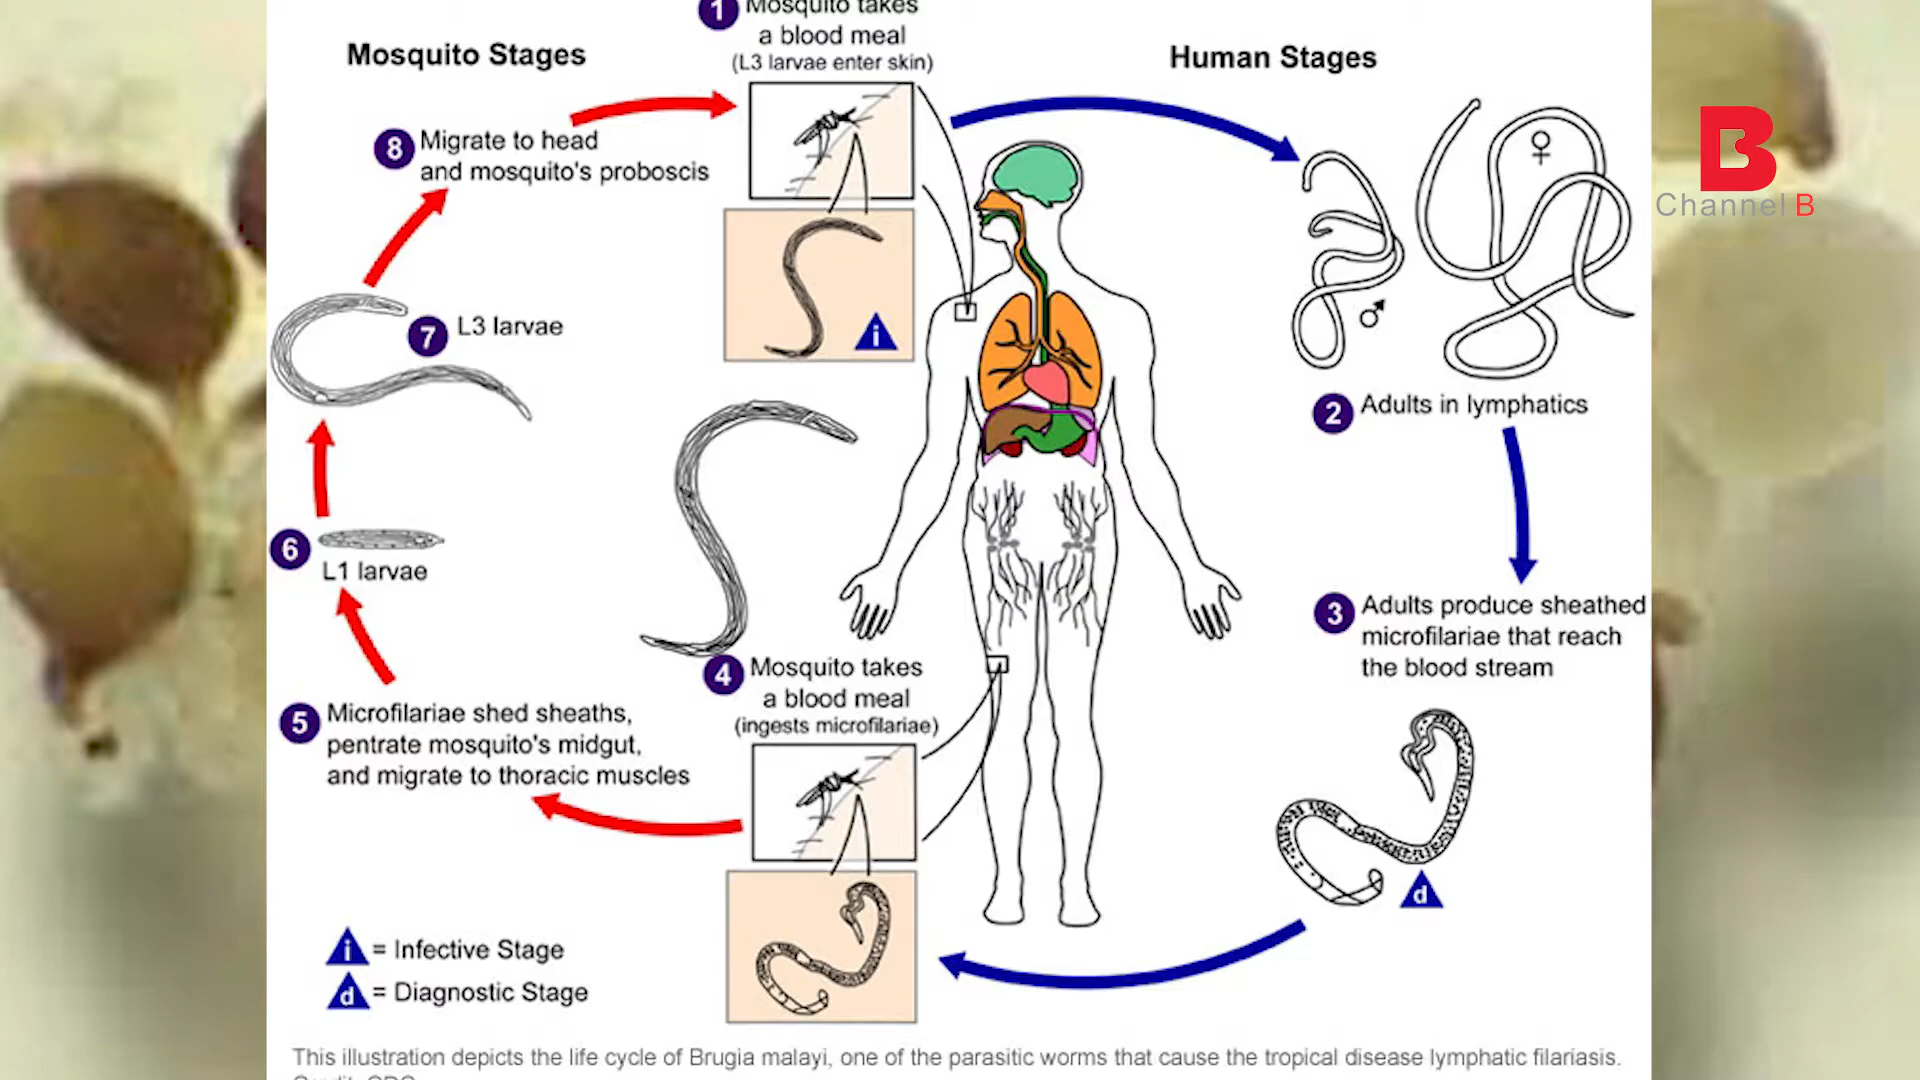 1 Mosquito takes
a blood meal
(L3 larvae enter skin)
Mosquito Stages
Human Stages
B
Channel B
8 Migrate to head
and mosquito's proboscis
♀
i
♂
7 L3 larvae
2 Adults in lymphatics
6
L1 larvae
3 Adults produce sheathed
microfilariae that reach
the blood stream
4 Mosquito takes
a blood meal
(ingests microfilariae)
5 Microfilariae shed sheaths,
pentrate mosquito's midgut,
and migrate to thoracic muscles
d
i = Infective Stage
d = Diagnostic Stage
This illustration depicts the life cycle of Brugia malayi, one of the parasitic worms that cause the tropical disease lymphatic filariasis.